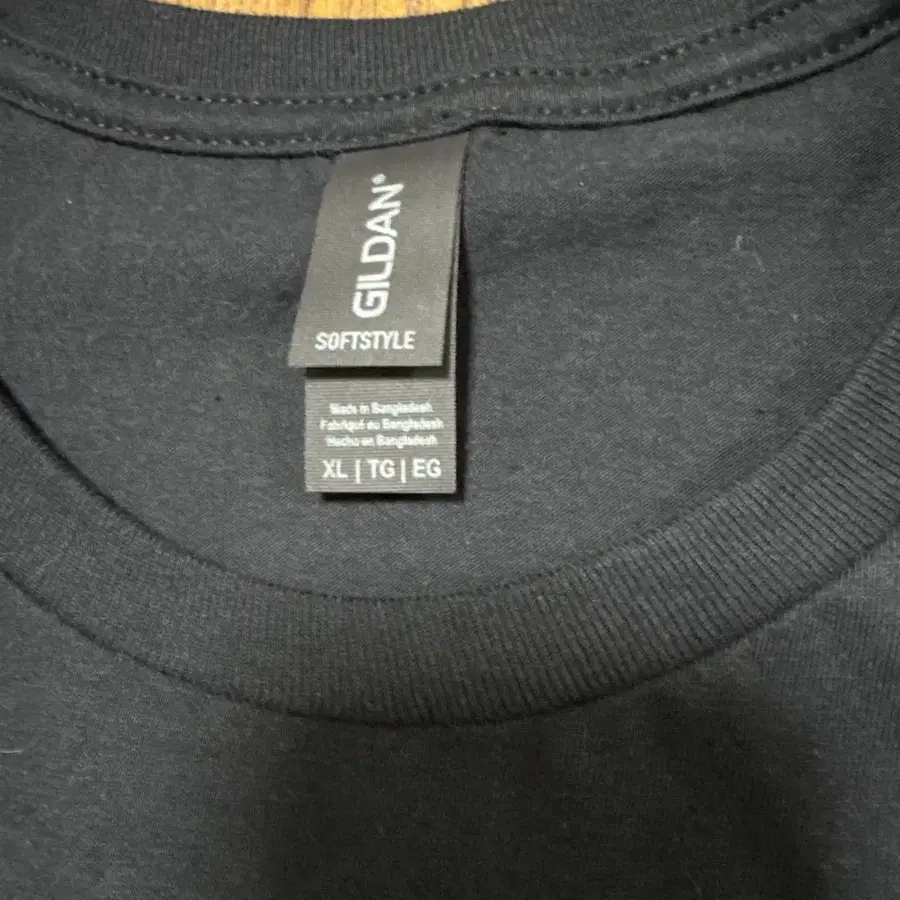 GILDAN®
SOFTSTYLE
Made in Bangladesh
Fabriqué au Bangladesh
Hecho en Bangladesh
XL | TG | EG